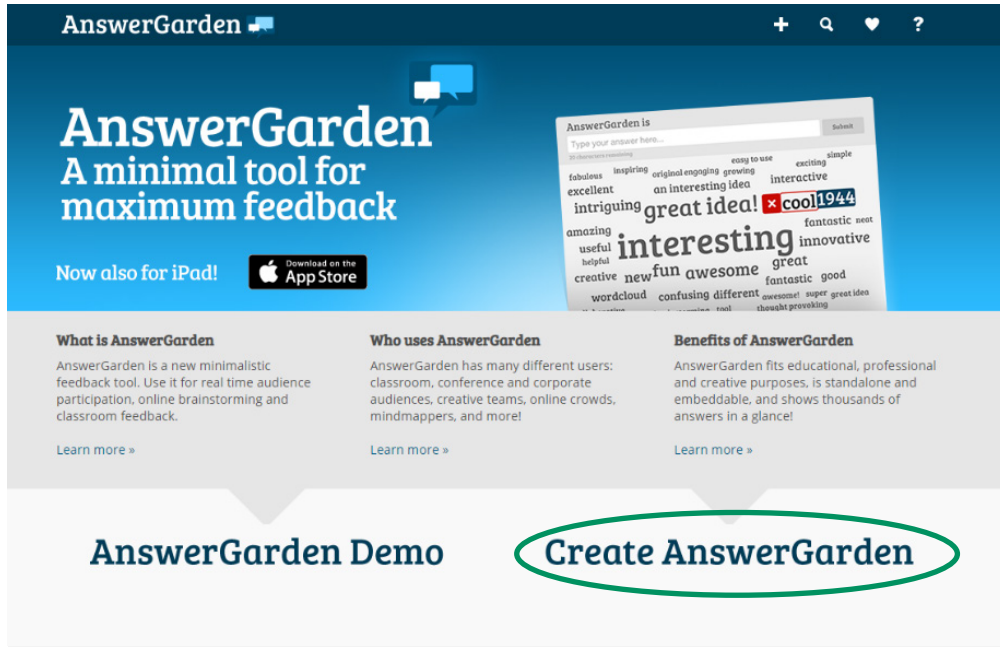 AnswerGarden
?
AnswerGarden
A minimal tool for
maximum feedback
Now also for iPad!
Download on the
App Store
AnswerGarden is
Type your answer here...
Submit
20 characters remaining
easy to use exciting simple
fabulous inspiring original engaging growing interactive
excellent an interesting idea
intriguing great idea! × cool 1944
amazing fantastic neat
useful interesting innovative
helpful great
creative new fun awesome fantastic good
wordcloud confusing different awesome! super great idea
tool thought provoking
What is AnswerGarden
AnswerGarden is a new minimalistic
feedback tool. Use it for real time audience
participation, online brainstorming and
classroom feedback.
Learn more »
Who uses AnswerGarden
AnswerGarden has many different users:
classroom, conference and corporate
audiences, creative teams, online crowds,
mindmappers, and more!
Learn more »
Benefits of AnswerGarden
AnswerGarden fits educational, professional
and creative purposes, is standalone and
embeddable, and shows thousands of
answers in a glance!
Learn more »
AnswerGarden Demo
Create AnswerGarden